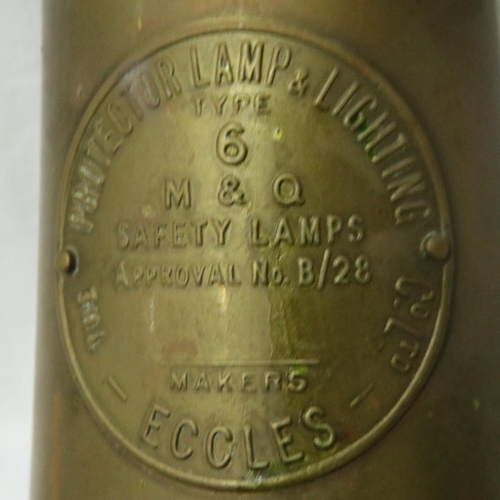 THE PROTECTOR LAMP & LIGHTING CO. LTD
TYPE
6
M & Q
SAFETY LAMPS
APPROVAL NO. B/28
MAKERS
— ECCLES —